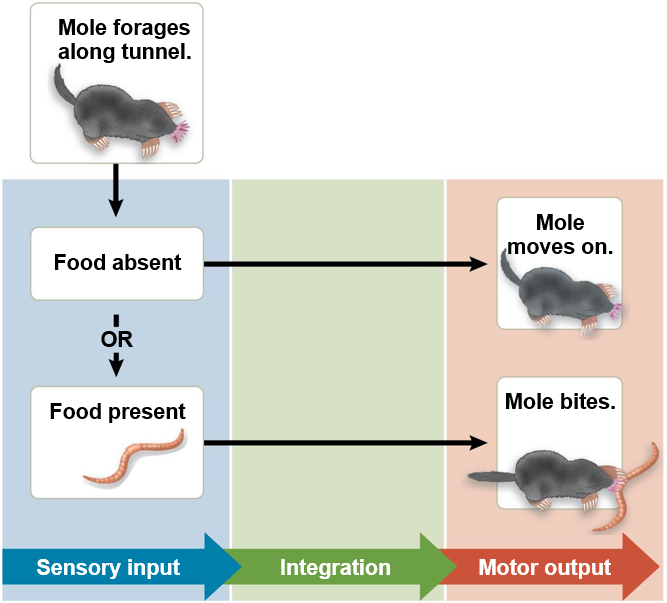 Mole forages
along tunnel.
Food absent
Mole
moves on.
OR
Food present
Mole bites.
Sensory input
Integration
Motor output